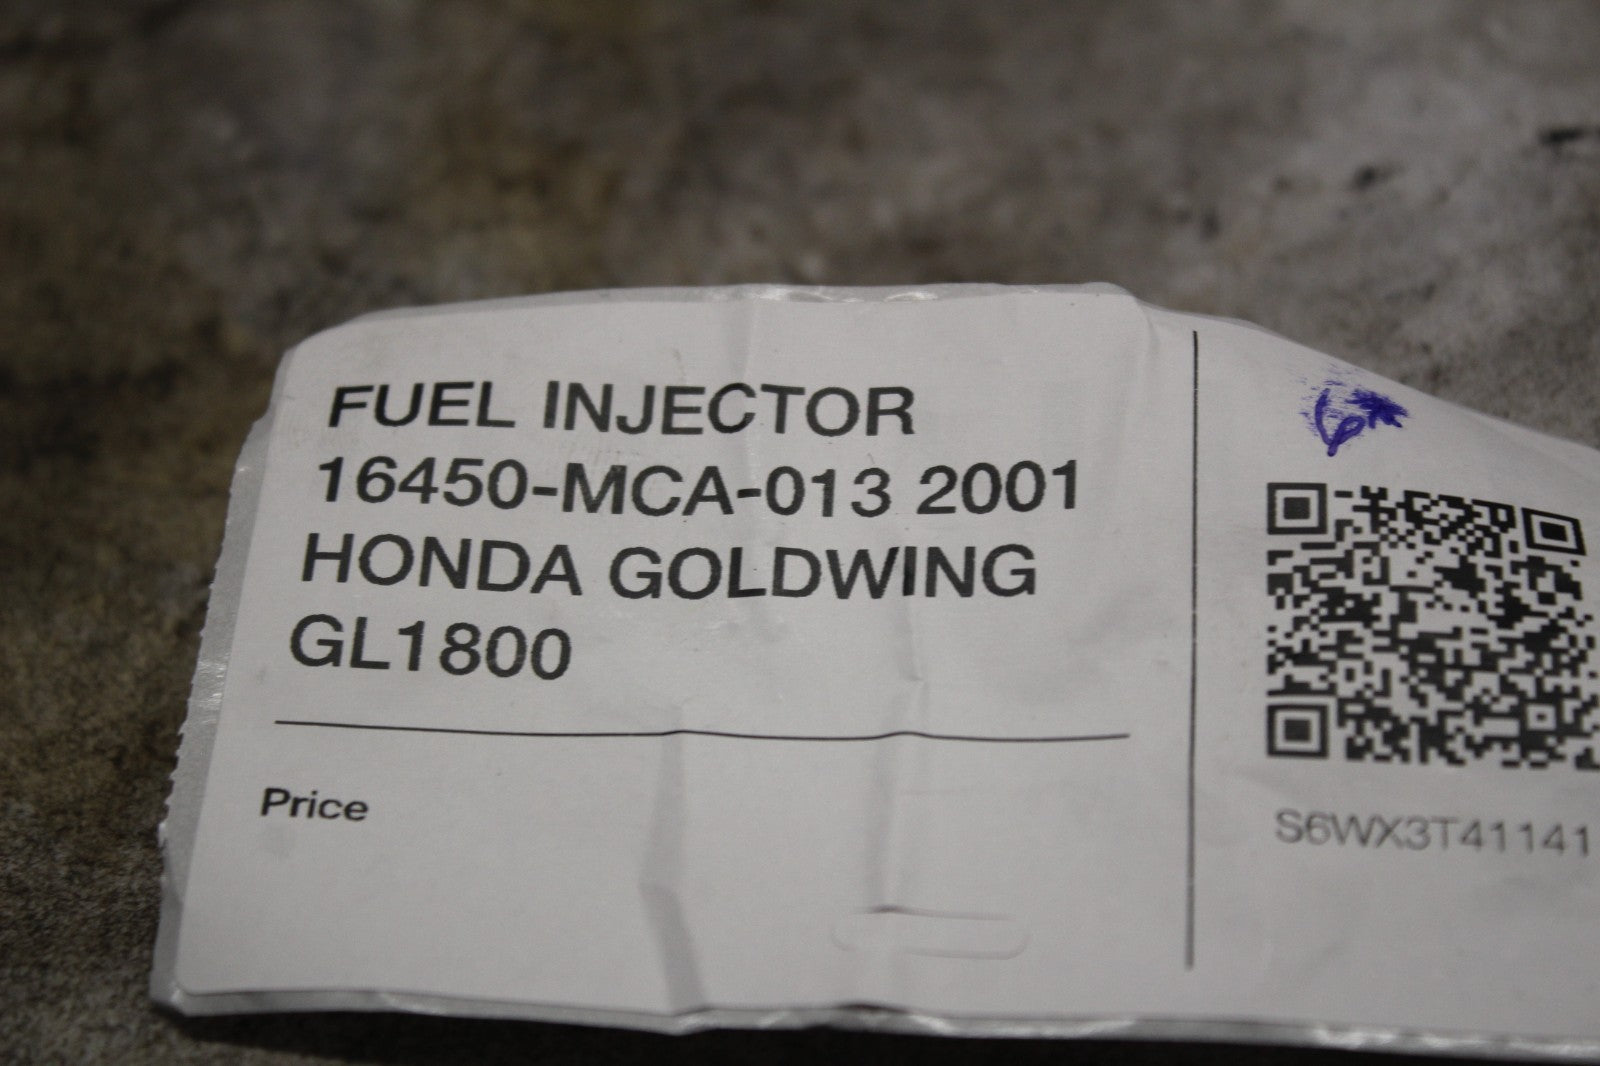 FUEL INJECTOR
16450-MCA-013 2001
HONDA GOLDWING
GL1800
Price
S6WX3T41141